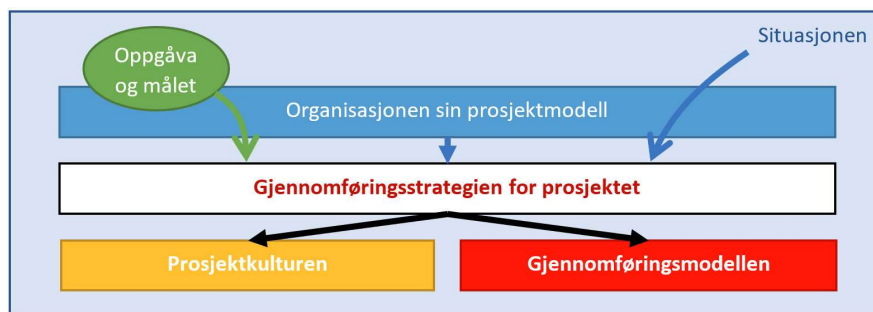 Oppgåva
og målet
Situasjonen
Organisasjonen sin prosjektmodell
Gjennomføringsstrategien for prosjektet
Prosjektkulturen
Gjennomføringsmodellen